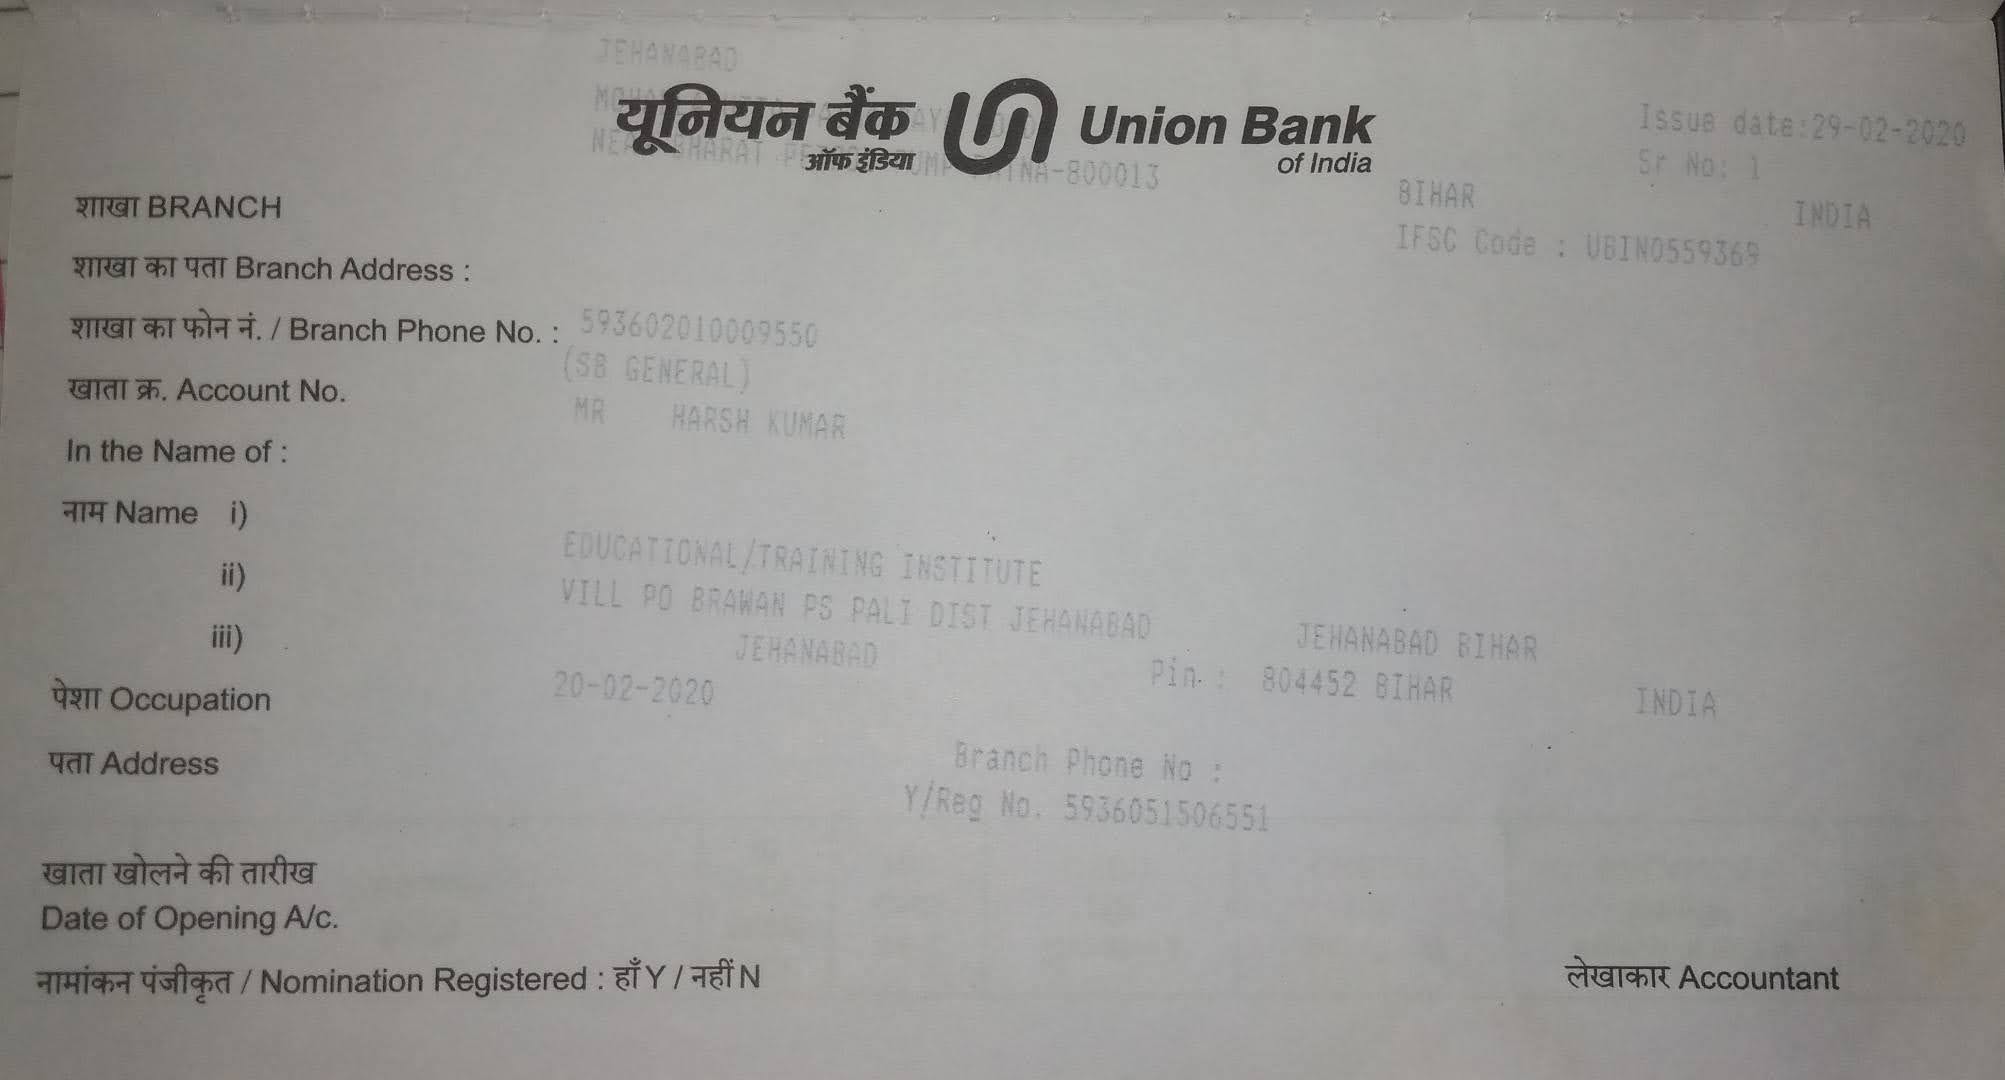 JEHANABAD
यूनियन बैंक Union Bank
ऑफ इंडिया of India
Issue date:29-02-2020
BHARAT PATNA-800013
Sr No: 1
शाखा BRANCH
BIHAR INDIA
IFSC Code : UBIN0559369
शाखा का पता Branch Address :
शाखा का फोन नं. / Branch Phone No. : 593602010009550
(SB GENERAL)
खाता क्र. Account No.
MR HARSH KUMAR
In the Name of :
नाम Name i)
EDUCATIONAL/TRAINING INSTITUTE
ii)
VILL PO BRAWAN PS PALI DIST JEHANABAD JEHANABAD BIHAR
iii)
JEHANABAD Pin : 804452 BIHAR INDIA
पेशा Occupation 20-02-2020
पता Address
Branch Phone No :
Y/Reg No. 5936051506551
खाता खोलने की तारीख
Date of Opening A/c.
नामांकन पंजीकृत / Nomination Registered : हाँ Y / नहीं N
लेखाकार Accountant